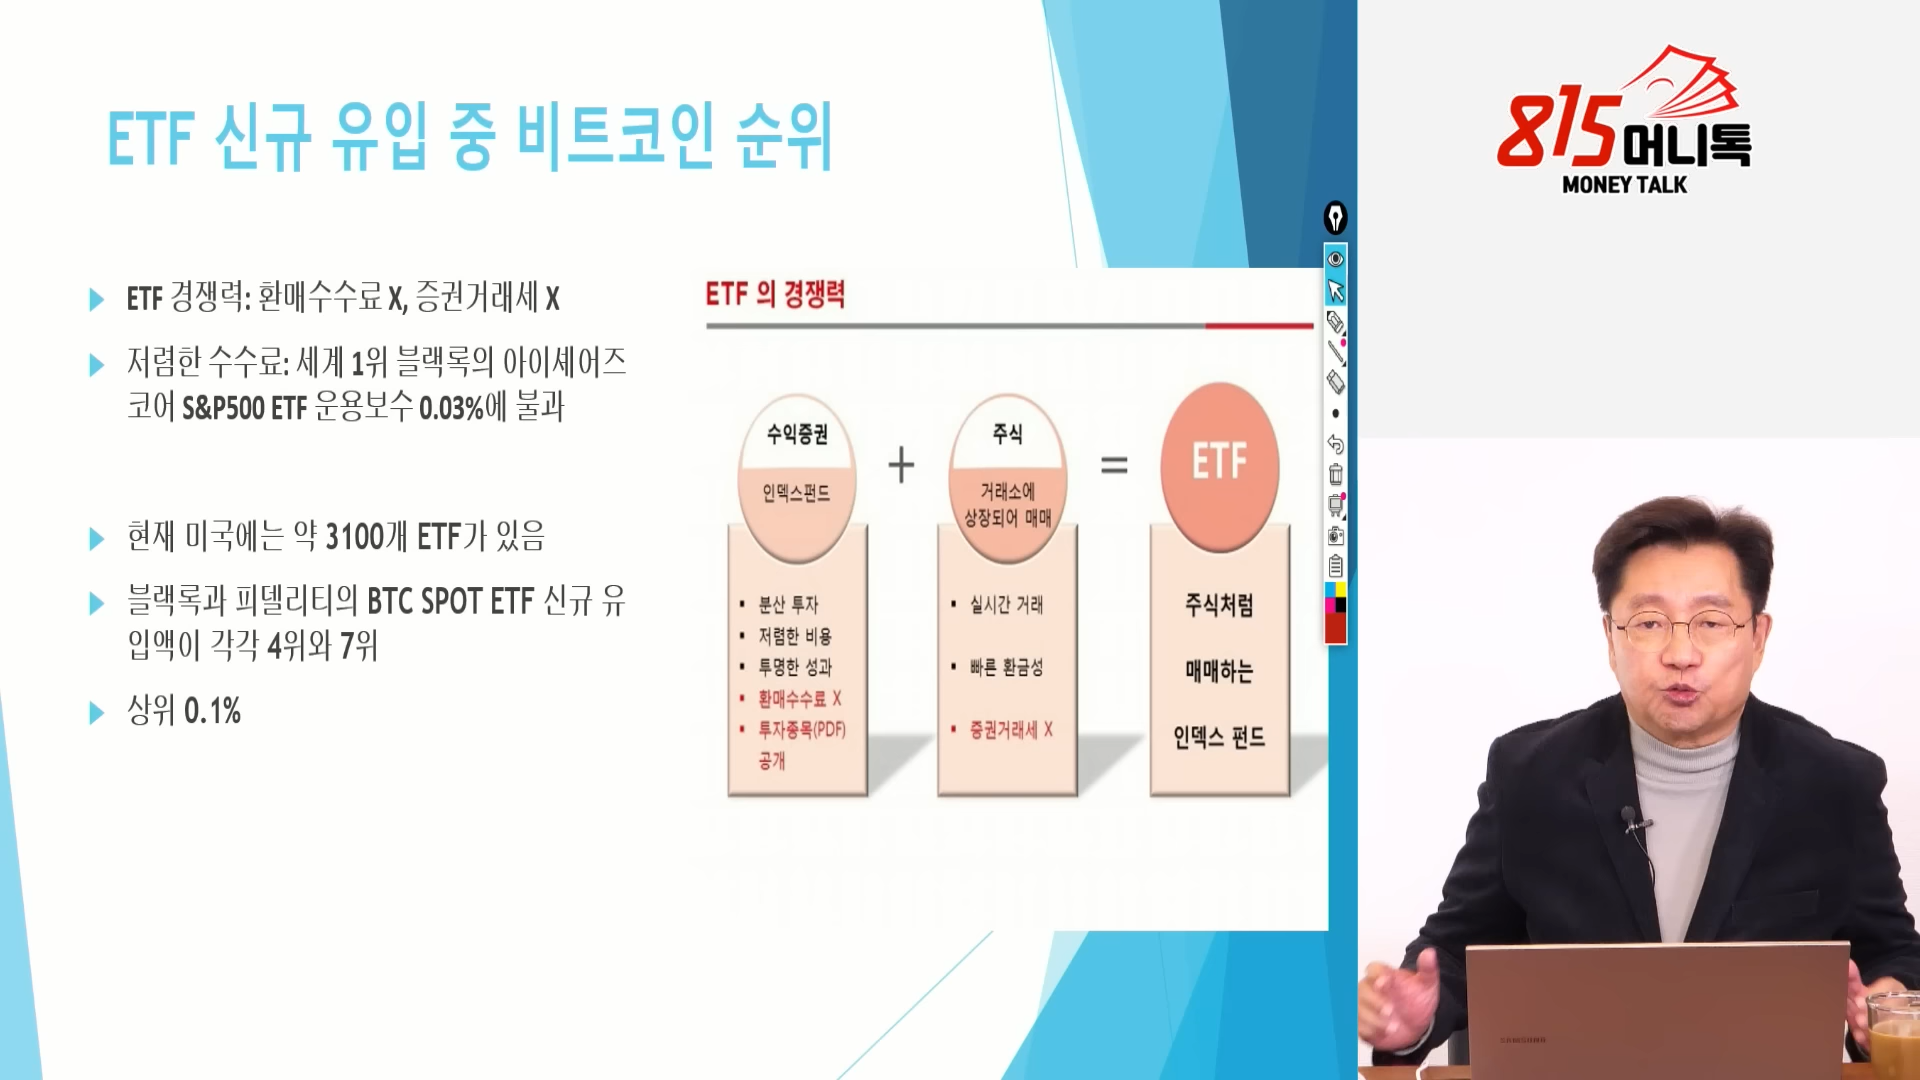 ETF 신규 유입 중 비트코인 순위
ETF 경쟁력: 환매수수료 X, 증권거래세 X
저렴한 수수료: 세계 1위 블랙록의 아이셰어즈
코어 S&P500 ETF 운용보수 0.03%에 불과
현재 미국에는 약 3100개 ETF가 있음
블랙록과 피델리티의 BTC SPOT ETF 신규 유
입액이 각각 4위와 7위
상위 0.1%
ETF 의 경쟁력
수익증권
인덱스펀드
분산 투자
저렴한 비용
투명한 성과
환매수수료 X
투자종목(PDF)
공개
+
주식
거래소에
상장되어 매매
실시간 거래
빠른 환금성
증권거래세 X
=
ETF
주식처럼
매매하는
인덱스 펀드
815머니톡
MONEY TALK
SAMSUNG